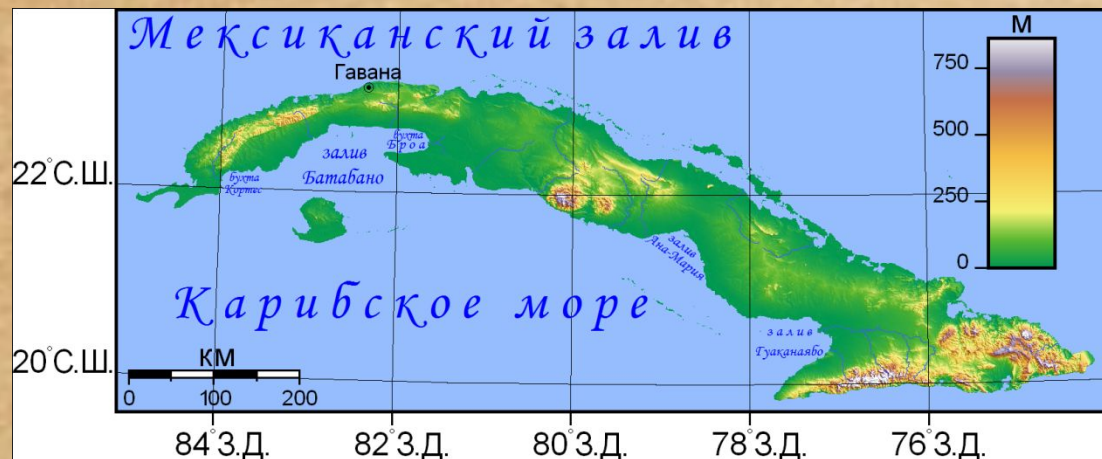 Мексиканский залив
М
Гавана
750
500
250
0
бухта
Броа
залив
Батабано
22°С.Ш.
бухта
Кортес
залив
Ана-Мария
Карибское море
залив
Гуаканаябо
20°С.Ш.
КМ
0 100 200
84°З.Д. 82°З.Д. 80°З.Д. 78°З.Д. 76°З.Д.